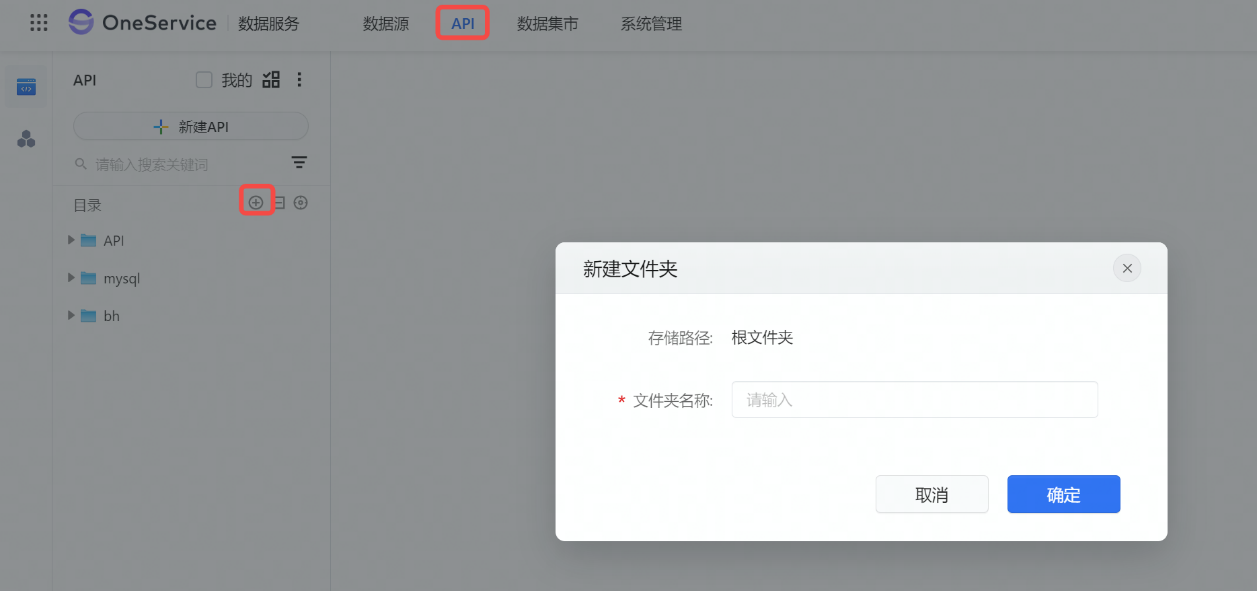 OneService 数据服务 数据源 API 数据集市 系统管理
API 我的
新建API
请输入搜索关键词
目录
API
mysql
bh
新建文件夹
存储路径: 根文件夹
* 文件夹名称: 请输入
取消 确定